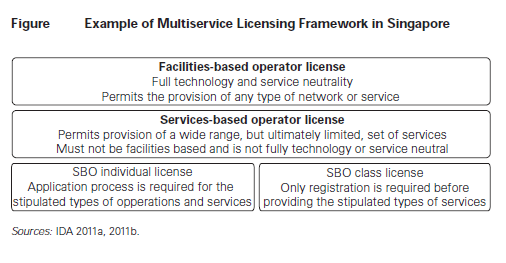 Figure Example of Multiservice Licensing Framework in Singapore
Facilities-based operator license
Full technology and service neutrality
Permits the provision of any type of network or service
Services-based operator license
Permits provision of a wide range, but ultimately limited, set of services
Must not be facilities based and is not fully technology or service neutral
SBO individual license
Application process is required for the
stipulated types of opperations and services
SBO class license
Only registration is required before
providing the stipulated types of services
Sources: IDA 2011a, 2011b.